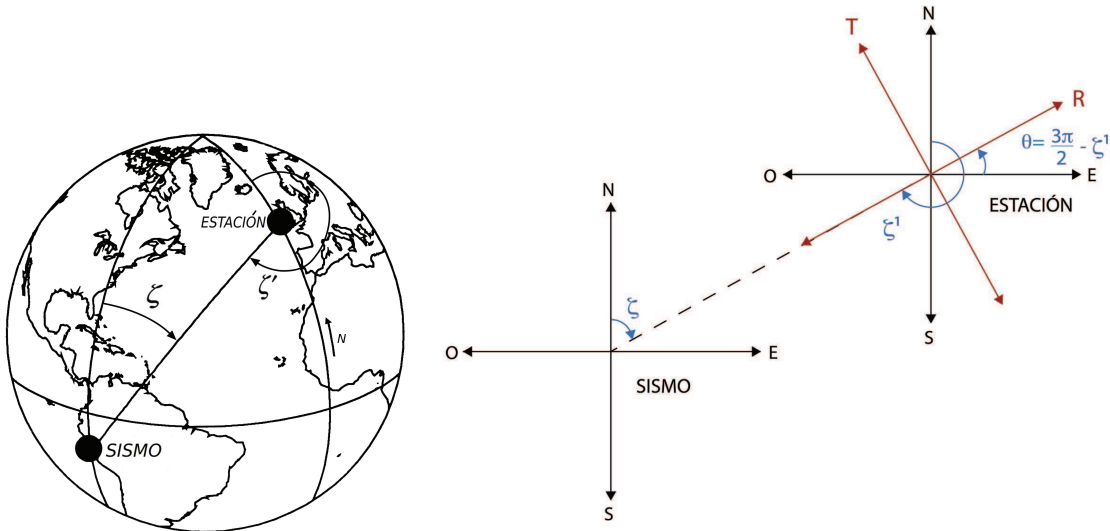 ESTACIÓN
ζ
ζ'
N
SISMO
N
ζ
O
E
SISMO
S
N
T
R
θ= 3π/2 - ζ¹
O
E
ESTACIÓN
ζ¹
S